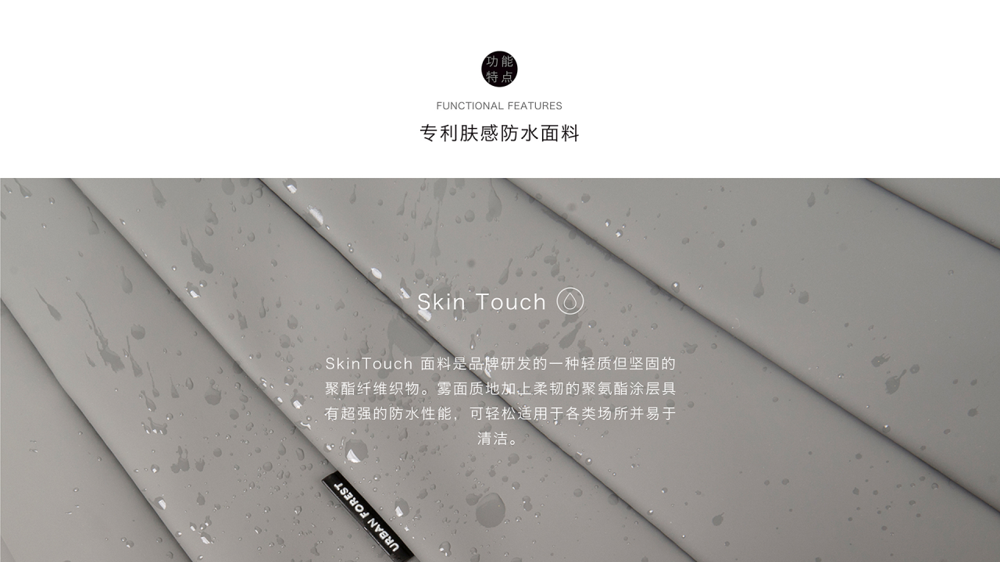 功能
特点
FUNCTIONAL FEATURES
专利肤感防水面料
Skin Touch
SkinTouch 面料是品牌研发的一种轻质但坚固的
聚酯纤维织物。雾面质地加上柔韧的聚氨酯涂层具
有超强的防水性能，可轻松适用于各类场所并易于
清洁。
URBAN FOREST